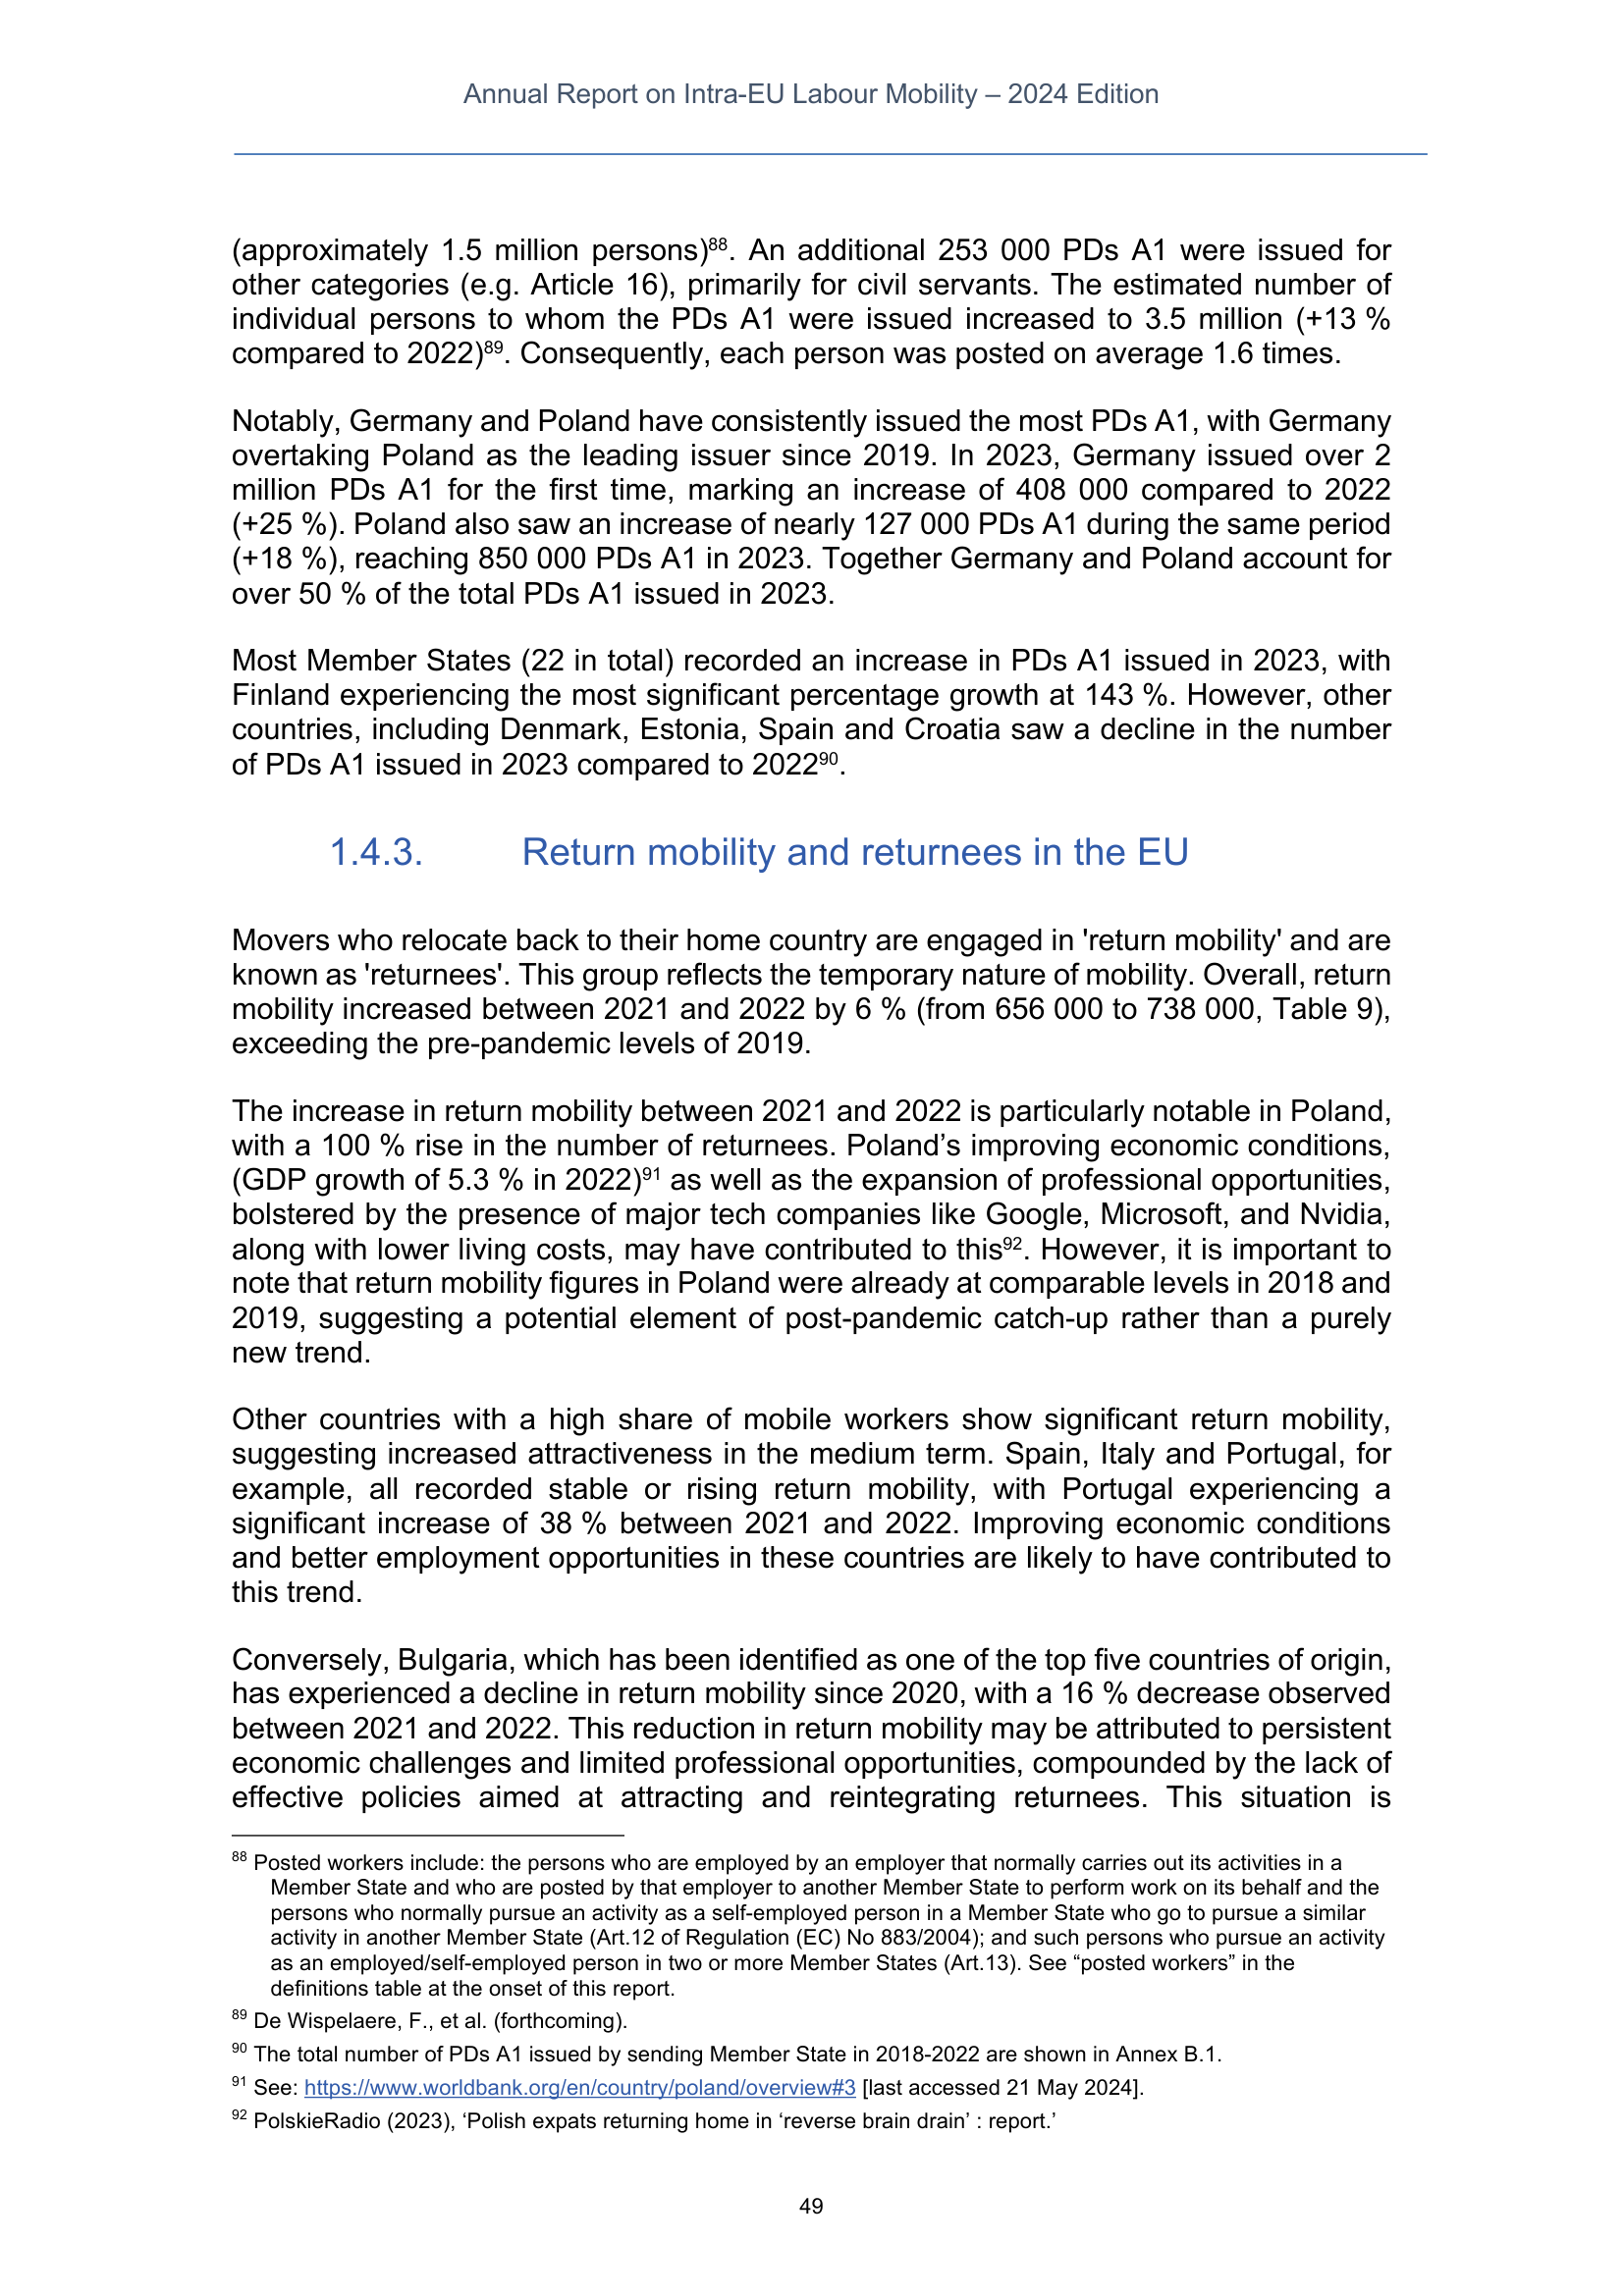 Annual Report on Intra-EU Labour Mobility – 2024 Edition
(approximately 1.5 million persons)88. An additional 253 000 PDs A1 were issued for
other categories (e.g. Article 16), primarily for civil servants. The estimated number of
individual persons to whom the PDs A1 were issued increased to 3.5 million (+13 %
compared to 2022)89. Consequently, each person was posted on average 1.6 times.
Notably, Germany and Poland have consistently issued the most PDs A1, with Germany
overtaking Poland as the leading issuer since 2019. In 2023, Germany issued over 2
million PDs A1 for the first time, marking an increase of 408 000 compared to 2022
(+25 %). Poland also saw an increase of nearly 127 000 PDs A1 during the same period
(+18 %), reaching 850 000 PDs A1 in 2023. Together Germany and Poland account for
over 50 % of the total PDs A1 issued in 2023.
Most Member States (22 in total) recorded an increase in PDs A1 issued in 2023, with
Finland experiencing the most significant percentage growth at 143 %. However, other
countries, including Denmark, Estonia, Spain and Croatia saw a decline in the number
of PDs A1 issued in 2023 compared to 202290.
1.4.3. Return mobility and returnees in the EU
Movers who relocate back to their home country are engaged in 'return mobility' and are
known as 'returnees'. This group reflects the temporary nature of mobility. Overall, return
mobility increased between 2021 and 2022 by 6 % (from 656 000 to 738 000, Table 9),
exceeding the pre-pandemic levels of 2019.
The increase in return mobility between 2021 and 2022 is particularly notable in Poland,
with a 100 % rise in the number of returnees. Poland’s improving economic conditions,
(GDP growth of 5.3 % in 2022)91 as well as the expansion of professional opportunities,
bolstered by the presence of major tech companies like Google, Microsoft, and Nvidia,
along with lower living costs, may have contributed to this92. However, it is important to
note that return mobility figures in Poland were already at comparable levels in 2018 and
2019, suggesting a potential element of post-pandemic catch-up rather than a purely
new trend.
Other countries with a high share of mobile workers show significant return mobility,
suggesting increased attractiveness in the medium term. Spain, Italy and Portugal, for
example, all recorded stable or rising return mobility, with Portugal experiencing a
significant increase of 38 % between 2021 and 2022. Improving economic conditions
and better employment opportunities in these countries are likely to have contributed to
this trend.
Conversely, Bulgaria, which has been identified as one of the top five countries of origin,
has experienced a decline in return mobility since 2020, with a 16 % decrease observed
between 2021 and 2022. This reduction in return mobility may be attributed to persistent
economic challenges and limited professional opportunities, compounded by the lack of
effective policies aimed at attracting and reintegrating returnees. This situation is
88 Posted workers include: the persons who are employed by an employer that normally carries out its activities in a
Member State and who are posted by that employer to another Member State to perform work on its behalf and the
persons who normally pursue an activity as a self-employed person in a Member State who go to pursue a similar
activity in another Member State (Art.12 of Regulation (EC) No 883/2004); and such persons who pursue an activity
as an employed/self-employed person in two or more Member States (Art.13). See “posted workers” in the
definitions table at the onset of this report.
89 De Wispelaere, F., et al. (forthcoming).
90 The total number of PDs A1 issued by sending Member State in 2018-2022 are shown in Annex B.1.
91 See: https://www.worldbank.org/en/country/poland/overview#3 [last accessed 21 May 2024].
92 PolskieRadio (2023), ‘Polish expats returning home in ‘reverse brain drain’ : report.’
49